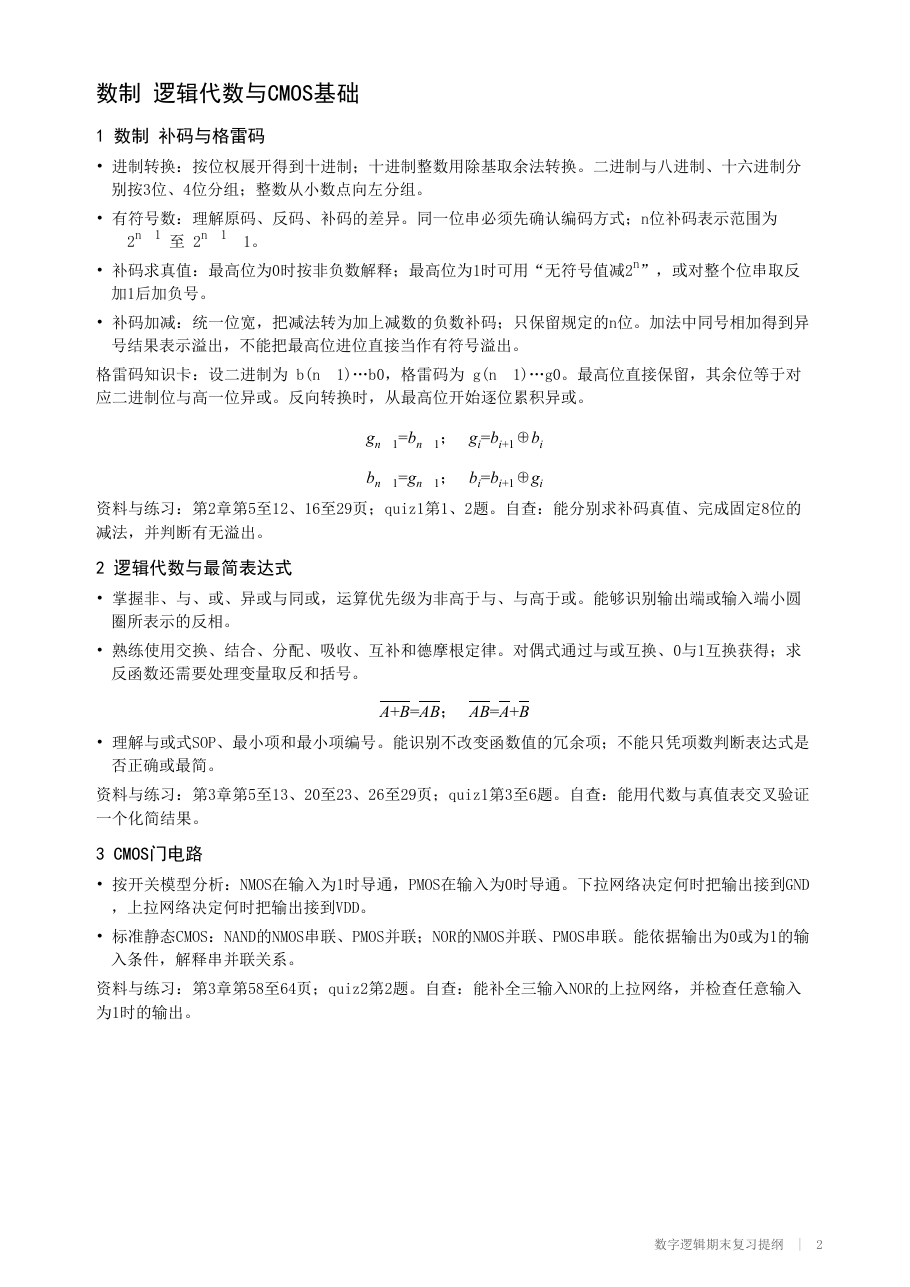 数制 逻辑代数与CMOS基础
1 数制 补码与格雷码
• 进制转换：按位权展开得到十进制；十进制整数用除基取余法转换。二进制与八进制、十六进制分
别按3位、4位分组；整数从小数点向左分组。
• 有符号数：理解原码、反码、补码的差异。同一位串必须先确认编码方式；n位补码表示范围为
2ⁿ ¹ 至 2ⁿ ¹ 1。
• 补码求真值：最高位为0时按非负数解释；最高位为1时可用“无符号值减2ⁿ”，或对整个位串取反
加1后加负号。
• 补码加减：统一位宽，把减法转为加上减数的负数补码；只保留规定的n位。加法中同号相加得到异
号结果表示溢出，不能把最高位进位直接当作有符号溢出。
格雷码知识卡：设二进制为 b(n 1)…b0，格雷码为 g(n 1)…g0。最高位直接保留，其余位等于对
应二进制位与高一位异或。反向转换时，从最高位开始逐位累积异或。
gₙ ₁=bₙ ₁； gᵢ=bᵢ₊₁⊕bᵢ
bₙ ₁=gₙ ₁； bᵢ=bᵢ₊₁⊕gᵢ
资料与练习：第2章第5至12、16至29页；quiz1第1、2题。自查：能分别求补码真值、完成固定8位的
减法，并判断有无溢出。
2 逻辑代数与最简表达式
• 掌握非、与、或、异或与同或，运算优先级为非高于与、与高于或。能够识别输出端或输入端小圆
圈所表示的反相。
• 熟练使用交换、结合、分配、吸收、互补和德摩根定律。对偶式通过与或互换、0与1互换获得；求
反函数还需要处理变量取反和括号。
A̅+̅B̅=A̅B̅； A̅B̅=A̅+B̅
• 理解与或式SOP、最小项和最小项编号。能识别不改变函数值的冗余项；不能只凭项数判断表达式是
否正确或最简。
资料与练习：第3章第5至13、20至23、26至29页；quiz1第3至6题。自查：能用代数与真值表交叉验证
一个化简结果。
3 CMOS门电路
• 按开关模型分析：NMOS在输入为1时导通，PMOS在输入为0时导通。下拉网络决定何时把输出接到GND
，上拉网络决定何时把输出接到VDD。
• 标准静态CMOS：NAND的NMOS串联、PMOS并联；NOR的NMOS并联、PMOS串联。能依据输出为0或为1的输
入条件，解释串并联关系。
资料与练习：第3章第58至64页；quiz2第2题。自查：能补全三输入NOR的上拉网络，并检查任意输入
为1时的输出。
数字逻辑期末复习提纲 | 2